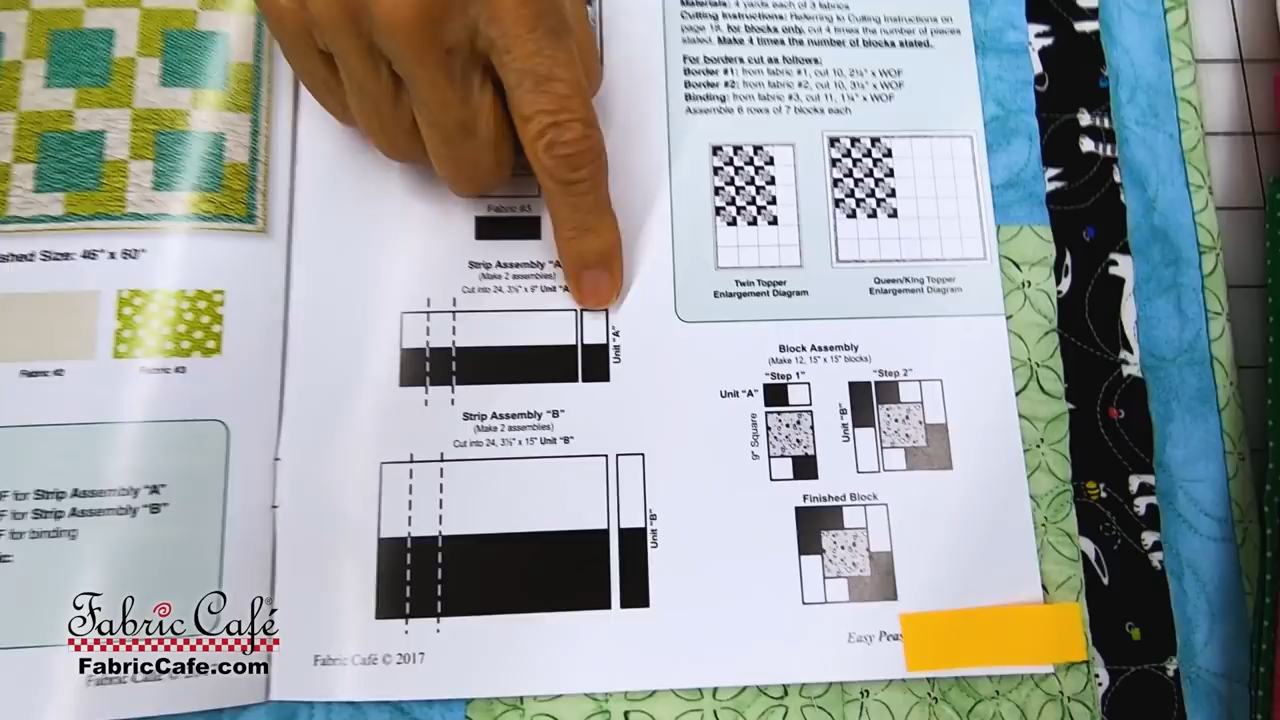 shed Size: 46" x 60"
Fabric #2
Fabric #3
F for Strip Assembly "A"
F for Strip Assembly "B"
F for binding
Fabric Café®
FabricCafe.com
Fabric #3
Strip Assembly "A
(Make 2 assemblies)
Cut into 24, 3½" x 9" Unit "A
Unit "A"
Strip Assembly "B"
(Make 2 assemblies)
Cut into 24, 3½" x 15" Unit "B"
Unit "B"
Fabric Café © 2017
Materials: 4 yards each of 3 fabrics
Cutting Instructions: Referring to Cutting Instructions on
page 18, for blocks only, cut 4 times the number of pieces
stated. Make 4 times the number of blocks stated.
For borders cut as follows:
Border #1: from fabric #1, cut 10, 2½" x WOF
Border #2: from fabric #2, cut 10, 3½" x WOF
Binding: from fabric #3, cut 11, 1¼" x WOF
Assemble 6 rows of 7 blocks each
Twin Topper
Enlargement Diagram
Queen/King Topper
Enlargement Diagram
Block Assembly
(Make 12, 15" x 15" blocks)
"Step 1"
"Step 2"
Unit "A"
9" Square
Unit "B"
Finished Block
Easy Peas